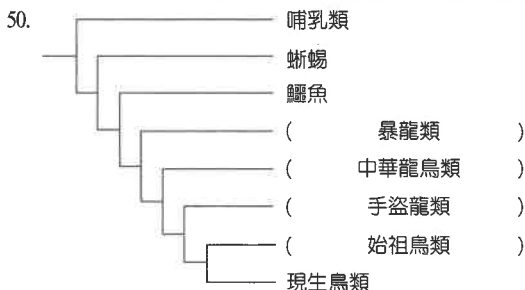 50.
哺乳類
蜥蜴
鱷魚
( 暴龍類 )
( 中華龍鳥類 )
( 手盜龍類 )
( 始祖鳥類 )
現生鳥類